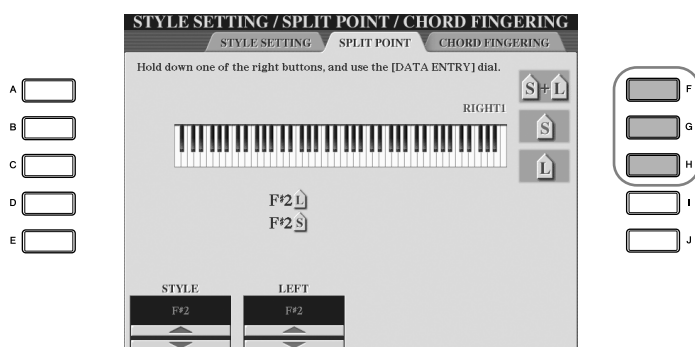 STYLE SETTING / SPLIT POINT / CHORD FINGERING
STYLE SETTING SPLIT POINT CHORD FINGERING
Hold down one of the right buttons, and use the [DATA ENTRY] dial.
S+L
RIGHT1
S
L
F♯2 L
F♯2 S
A
B
C
D
E
F
G
H
I
J
STYLE LEFT
F♯2 F♯2